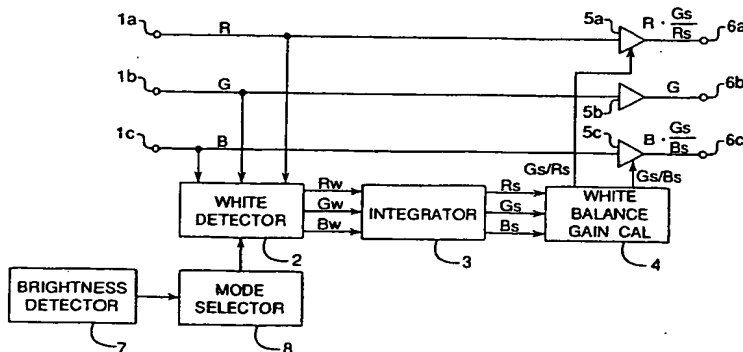 1a
R
5a
R · Gs/Rs
6a
1b
G
5b
G
6b
1c
B
5c
B · Gs/Bs
6c
Gs/Rs
Gs/Bs
WHITE DETECTOR
2
Rw
Gw
Bw
INTEGRATOR
3
Rs
Gs
Bs
WHITE BALANCE GAIN CAL
4
BRIGHTNESS DETECTOR
7
MODE SELECTOR
8